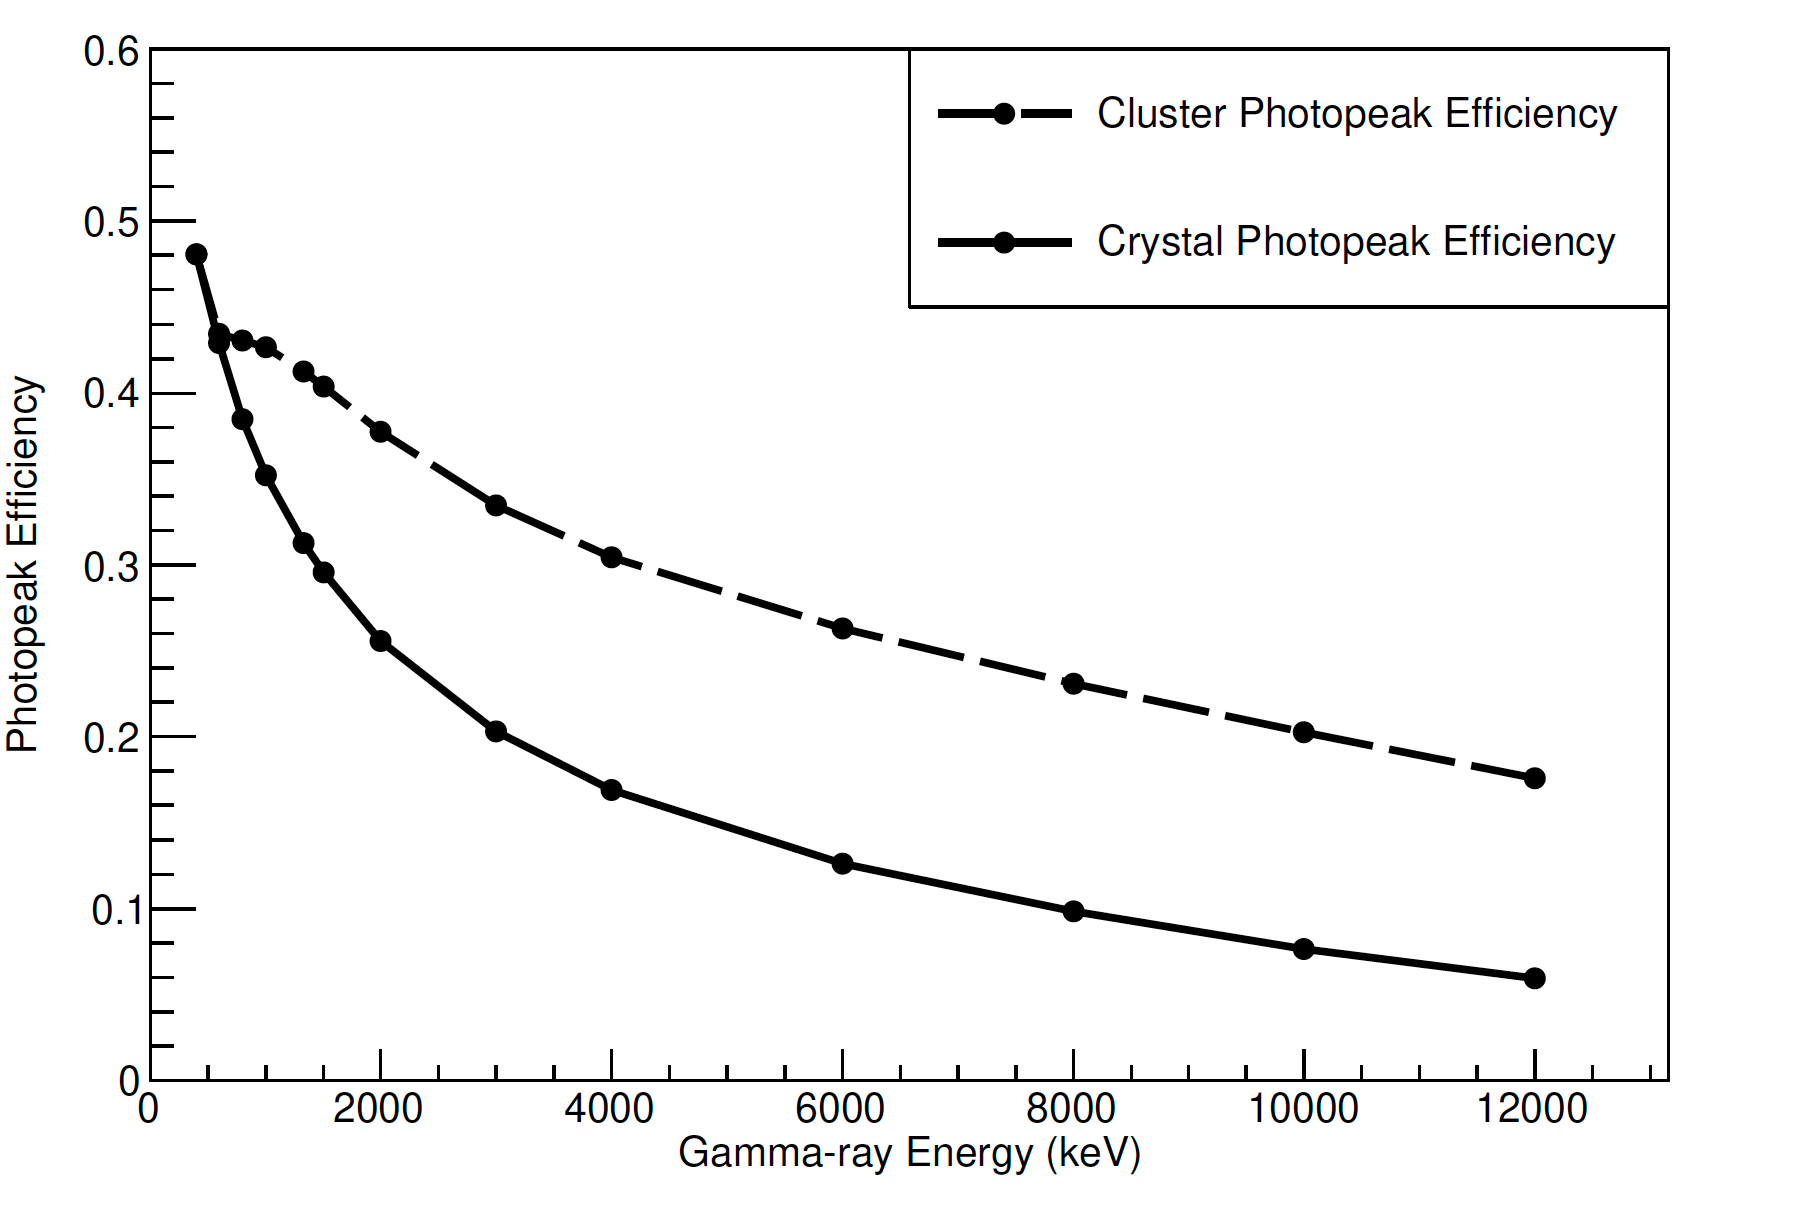 0.6
0.5
0.4
0.3
0.2
0.1
0
Photopeak Efficiency
Cluster Photopeak Efficiency
Crystal Photopeak Efficiency
0 2000 4000 6000 8000 10000 12000
Gamma-ray Energy (keV)